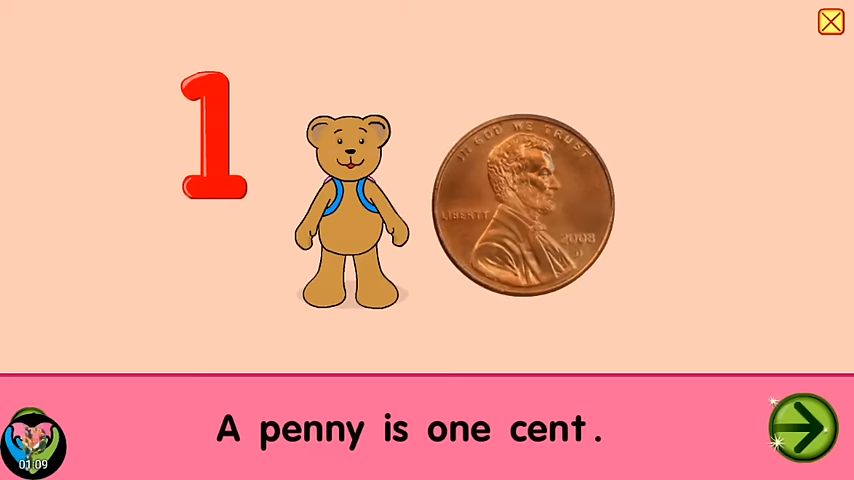 1
IN GOD WE TRUST
LIBERTY
2008
D
A penny is one cent.
01:09